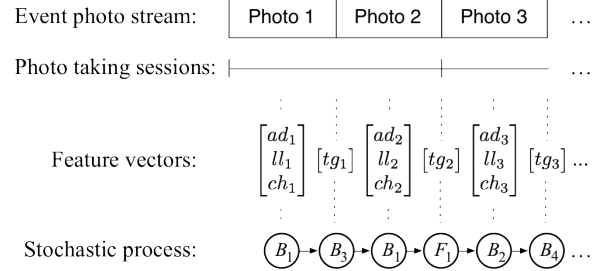 Event photo stream: Photo 1 Photo 2 Photo 3 ...
Photo taking sessions: ...
Feature vectors: [ad₁ ll₁ ch₁] [tg₁] [ad₂ ll₂ ch₂] [tg₂] [ad₃ ll₃ ch₃] [tg₃] ...
Stochastic process: B₁ B₃ B₁ F₁ B₂ B₄ ...